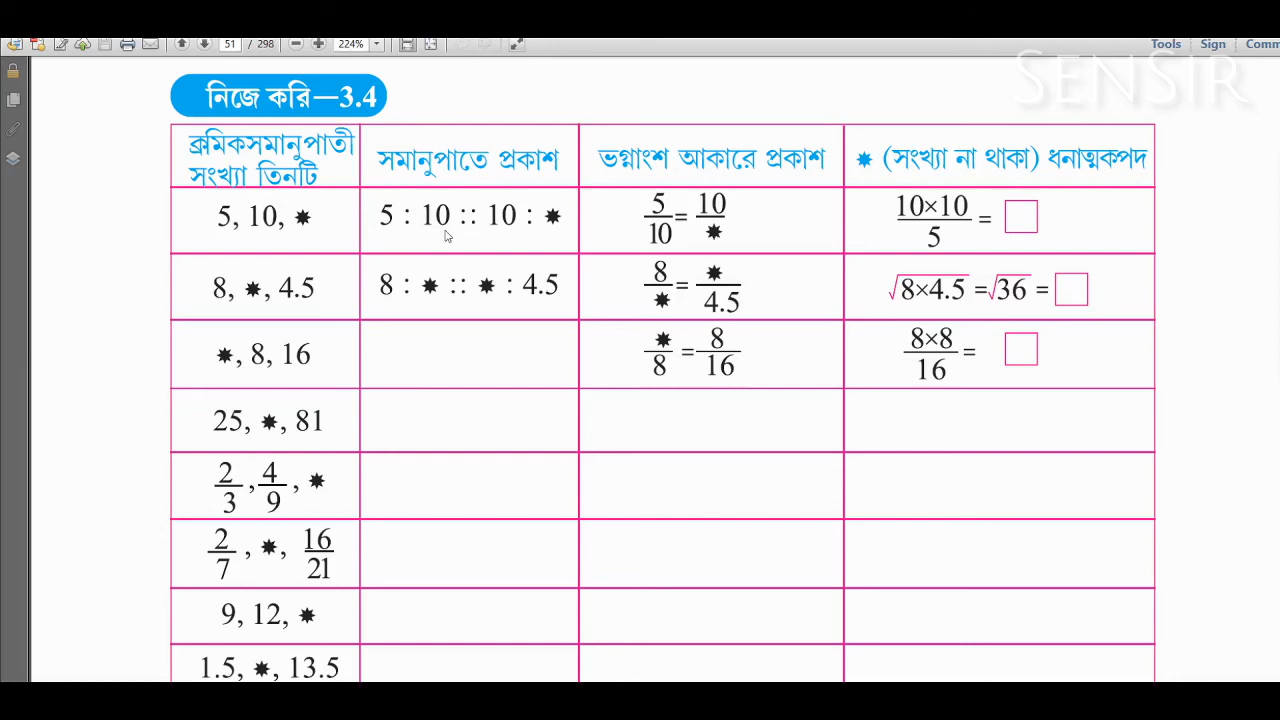 51 / 298 224% Tools Sign Comm
SENSIR
নিজে করি—3.4
ক্রমিকসমানুপাতী সংখ্যা তিনটি
সমানুপাতে প্রকাশ
ভগ্নাংশ আকারে প্রকাশ
✷ (সংখ্যা না থাকা) ধনাত্মকপদ
5, 10, ✷ 5 : 10 :: 10 : ✷ 5/10 = 10/✷ 10×10/5 = □
8, ✷, 4.5 8 : ✷ :: ✷ : 4.5 8/✷ = ✷/4.5 √8×4.5 = √36 = □
✷, 8, 16 ✷/8 = 8/16 8×8/16 = □
25, ✷, 81
2/3, 4/9, ✷
2/7, ✷, 16/21
9, 12, ✷
1.5, ✷, 13.5